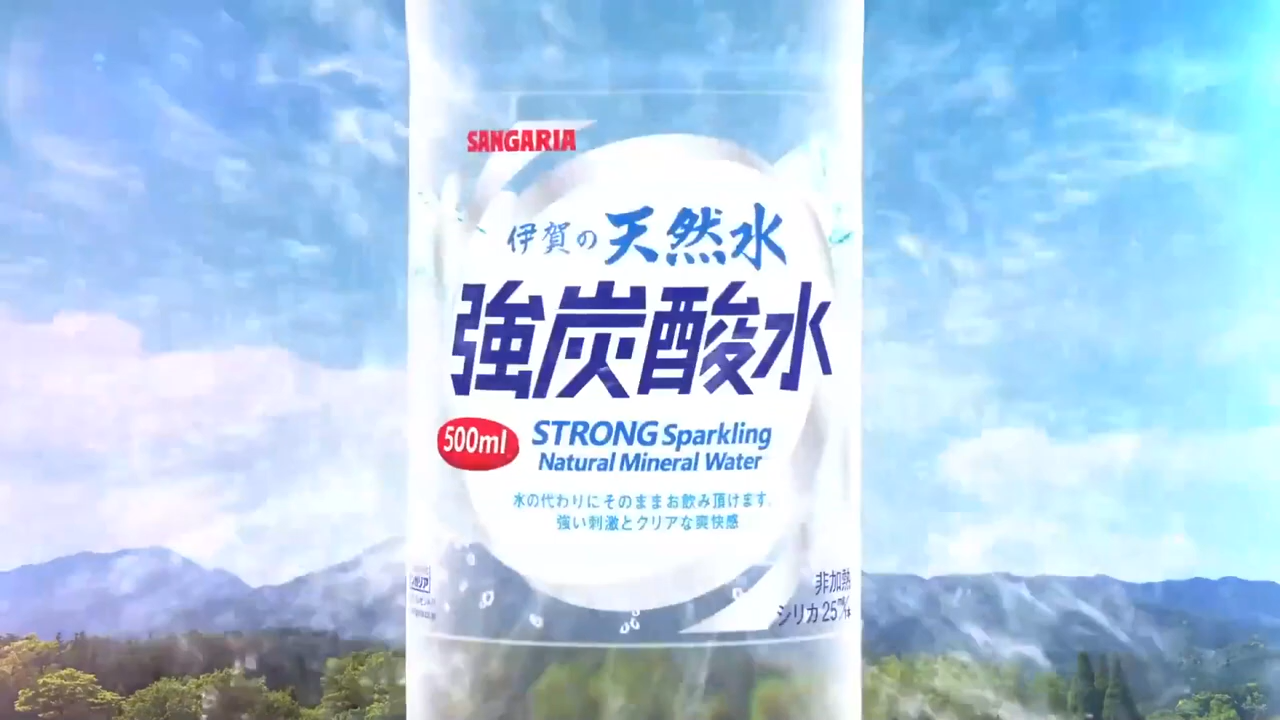 SANGARIA
伊賀の天然水
強炭酸水
500ml
STRONG Sparkling
Natural Mineral Water
水の代わりにそのままお飲み頂けます。
強い刺激とクリアな爽快感
非加熱
シリカ 25